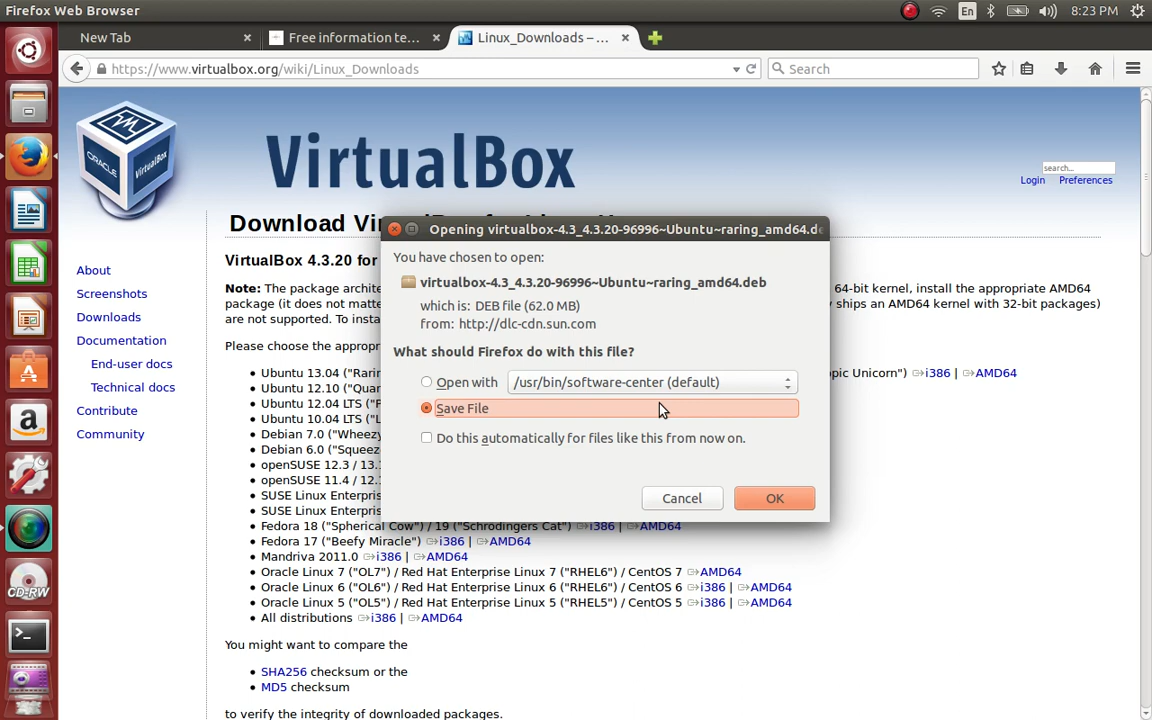 Firefox Web Browser
En
8:23 PM
New Tab
Free information te...
Linux_Downloads – ...
https://www.virtualbox.org/wiki/Linux_Downloads
Search
ORACLE
VirtualBox
VirtualBox
search...
Login Preferences
About
Screenshots
Downloads
Documentation
End-user docs
Technical docs
Contribute
Community
Download Vi
VirtualBox 4.3.20 for
Note: The package archite 64-bit kernel, install the appropriate AMD64
package (it does not matte ships an AMD64 kernel with 32-bit packages)
are not supported. To insta
Please choose the approp
Ubuntu 13.04 ("Rari pic Unicorn") i386 | AMD64
Ubuntu 12.10 ("Quan
Ubuntu 12.04 LTS ("P
Ubuntu 10.04 LTS ("L
Debian 7.0 ("Wheezy
Debian 6.0 ("Squeez
openSUSE 12.3 / 13.
openSUSE 11.4 / 12.
SUSE Linux Enterpris
SUSE Linux Enterpris
Fedora 18 ("Spherical Cow") / 19 ("Schrödingers Cat") i386 | AMD64
Fedora 17 ("Beefy Miracle") i386 | AMD64
Mandriva 2011.0 i386 | AMD64
Oracle Linux 7 ("OL7") / Red Hat Enterprise Linux 7 ("RHEL6") / CentOS 7 AMD64
Oracle Linux 6 ("OL6") / Red Hat Enterprise Linux 6 ("RHEL6") / CentOS 6 i386 | AMD64
Oracle Linux 5 ("OL5") / Red Hat Enterprise Linux 5 ("RHEL5") / CentOS 5 i386 | AMD64
All distributions i386 | AMD64
You might want to compare the
SHA256 checksum or the
MD5 checksum
to verify the integrity of downloaded packages.
Opening virtualbox-4.3_4.3.20-96996~Ubuntu~raring_amd64.de
You have chosen to open:
virtualbox-4.3_4.3.20-96996~Ubuntu~raring_amd64.deb
which is: DEB file (62.0 MB)
from: http://dlc-cdn.sun.com
What should Firefox do with this file?
Open with /usr/bin/software-center (default)
Save File
Do this automatically for files like this from now on.
Cancel OK
CD-RW